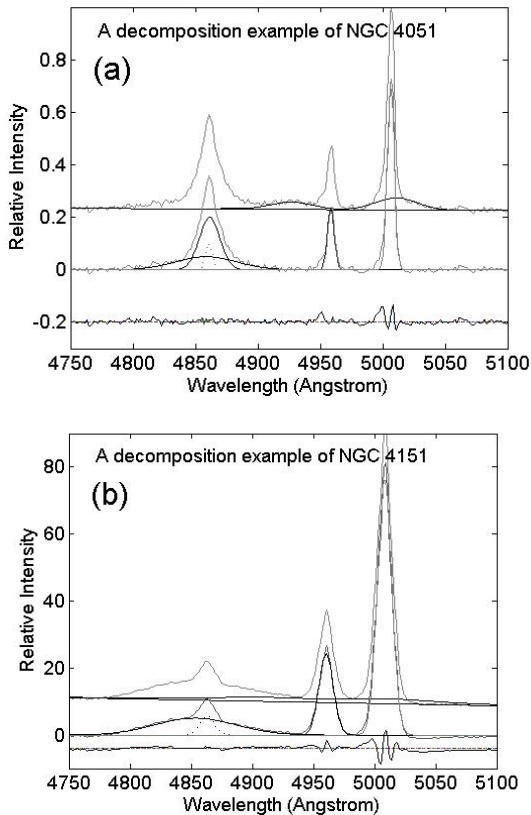 A decomposition example of NGC 4051
(a)
0.8
0.6
0.4
0.2
0
-0.2
Relative Intensity
4750 4800 4850 4900 4950 5000 5050 5100
Wavelength (Angstrom)
A decomposition example of NGC 4151
(b)
80
60
40
20
0
Relative Intensity
4750 4800 4850 4900 4950 5000 5050 5100
Wavelength (Angstrom)